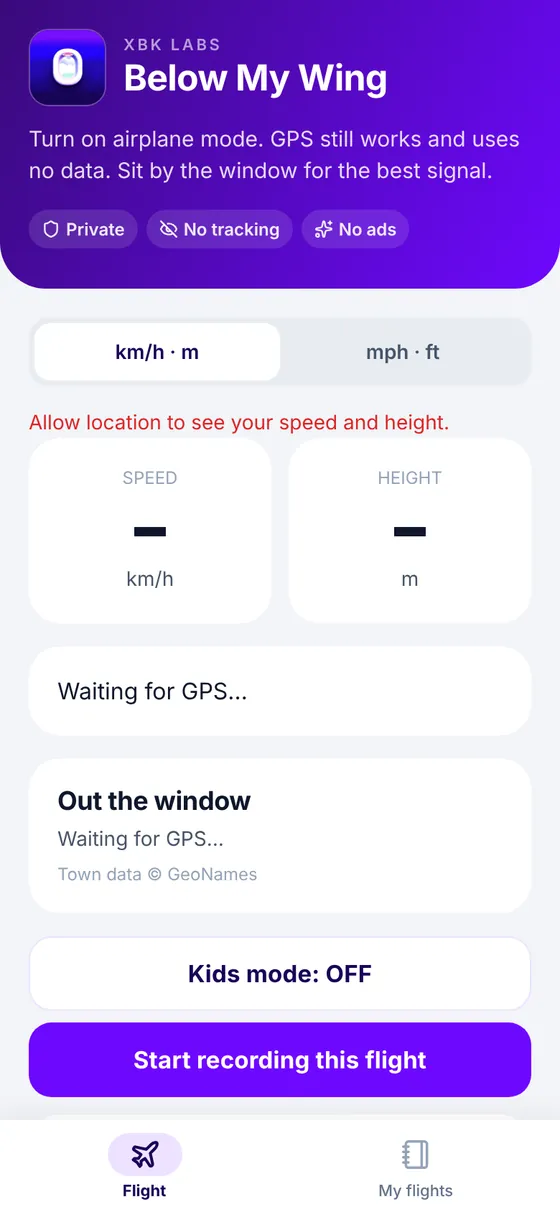 XBK LABS
Below My Wing
Turn on airplane mode. GPS still works and uses
no data. Sit by the window for the best signal.
Private
No tracking
No ads
km/h · m
mph · ft
Allow location to see your speed and height.
SPEED
HEIGHT
–
–
km/h
m
Waiting for GPS...
Out the window
Waiting for GPS...
Town data © GeoNames
Kids mode: OFF
Start recording this flight
Flight
My flights